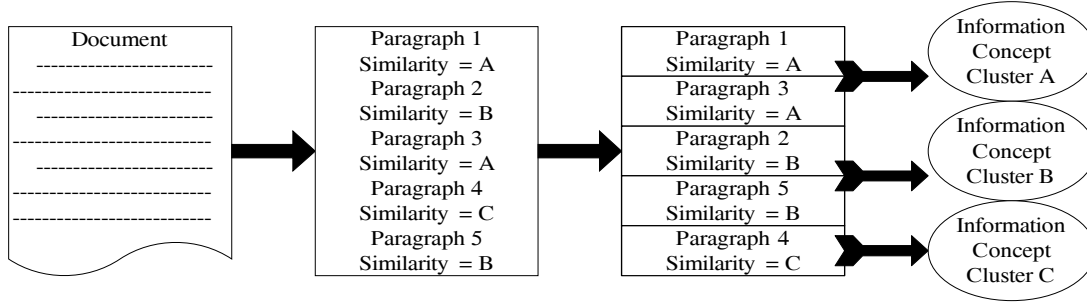 Document
Paragraph 1
Similarity = A
Paragraph 2
Similarity = B
Paragraph 3
Similarity = A
Paragraph 4
Similarity = C
Paragraph 5
Similarity = B
Paragraph 1
Similarity = A
Paragraph 3
Similarity = A
Paragraph 2
Similarity = B
Paragraph 5
Similarity = B
Paragraph 4
Similarity = C
Information
Concept
Cluster A
Information
Concept
Cluster B
Information
Concept
Cluster C